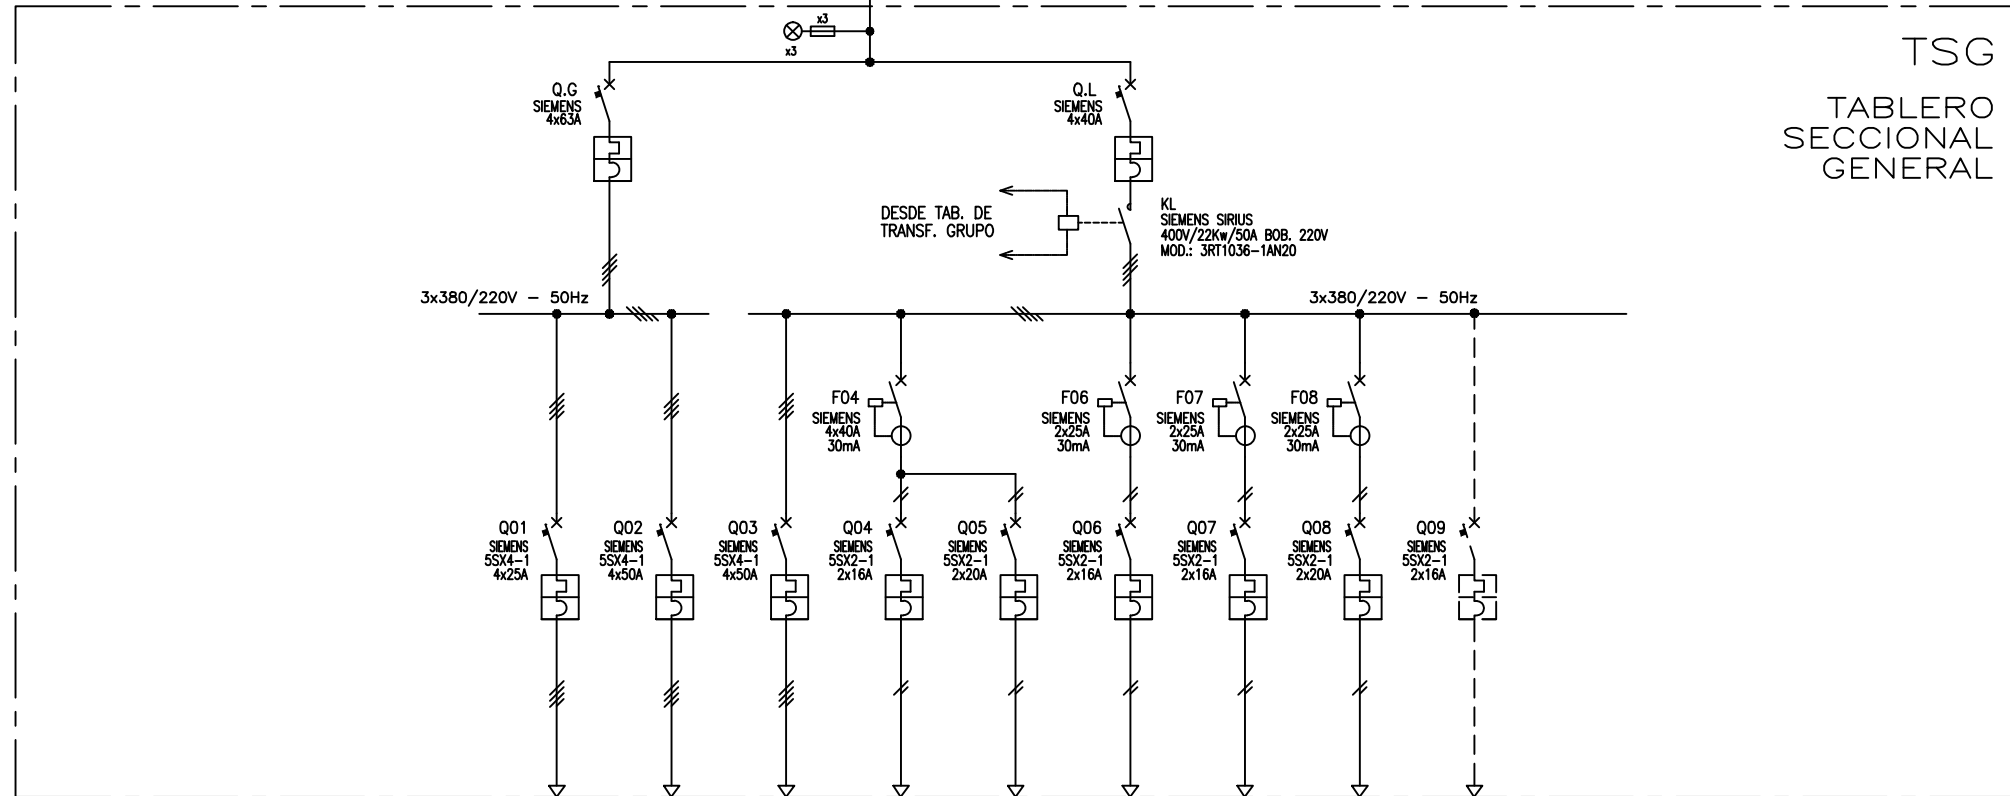 x3
x3
TSG
TABLERO
SECCIONAL
GENERAL
Q.G
SIEMENS
4x63A
Q.L
SIEMENS
4x40A
DESDE TAB. DE
TRANSF. GRUPO
KL
SIEMENS SIRIUS
400V/22Kw/50A BOB. 220V
MOD.: 3RT1036-1AN20
3x380/220V - 50Hz
3x380/220V - 50Hz
F04
SIEMENS
4x40A
30mA
F06
SIEMENS
2x25A
30mA
F07
SIEMENS
2x25A
30mA
F08
SIEMENS
2x25A
30mA
Q01
SIEMENS
5SX4-1
4x25A
Q02
SIEMENS
5SX4-1
4x50A
Q03
SIEMENS
5SX4-1
4x50A
Q04
SIEMENS
5SX2-1
2x16A
Q05
SIEMENS
5SX2-1
2x20A
Q06
SIEMENS
5SX2-1
2x16A
Q07
SIEMENS
5SX2-1
2x16A
Q08
SIEMENS
5SX2-1
2x20A
Q09
SIEMENS
5SX2-1
2x16A